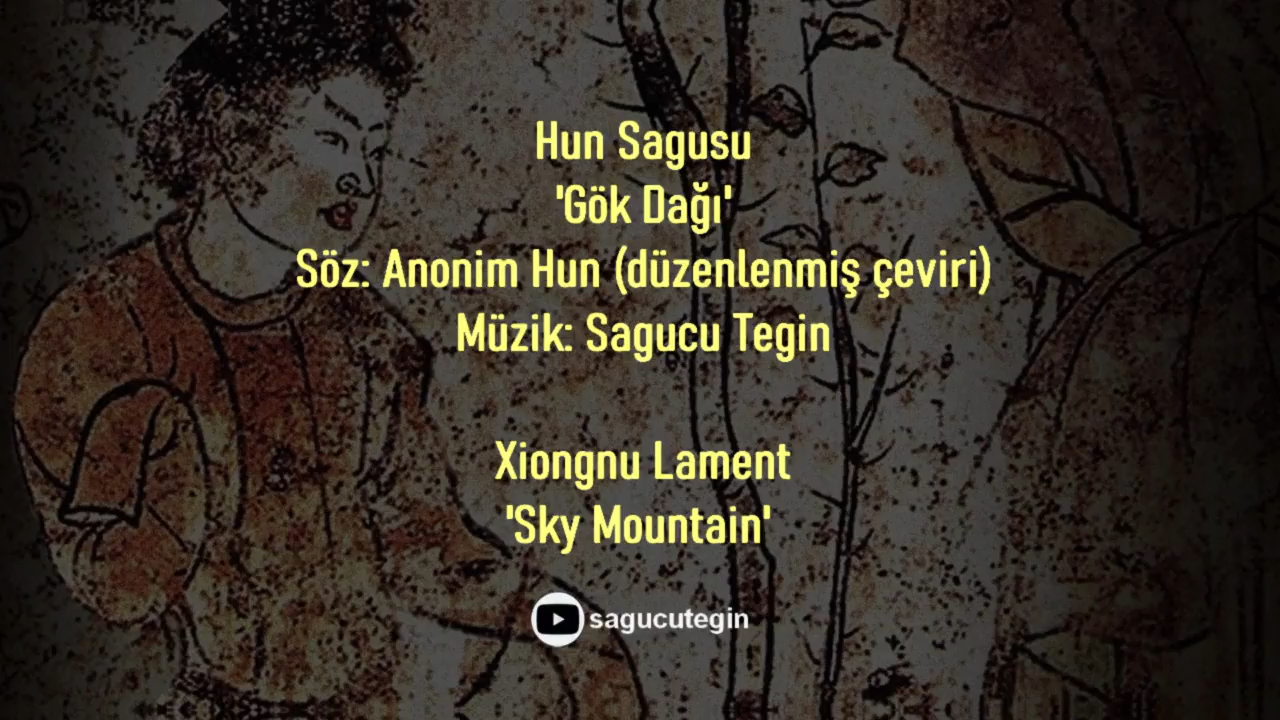 Hun Sagusu
'Gök Dağı'
Söz: Anonim Hun (düzenlenmiş çeviri)
Müzik: Sagucu Tegin
Xiongnu Lament
'Sky Mountain'
sagucutegin